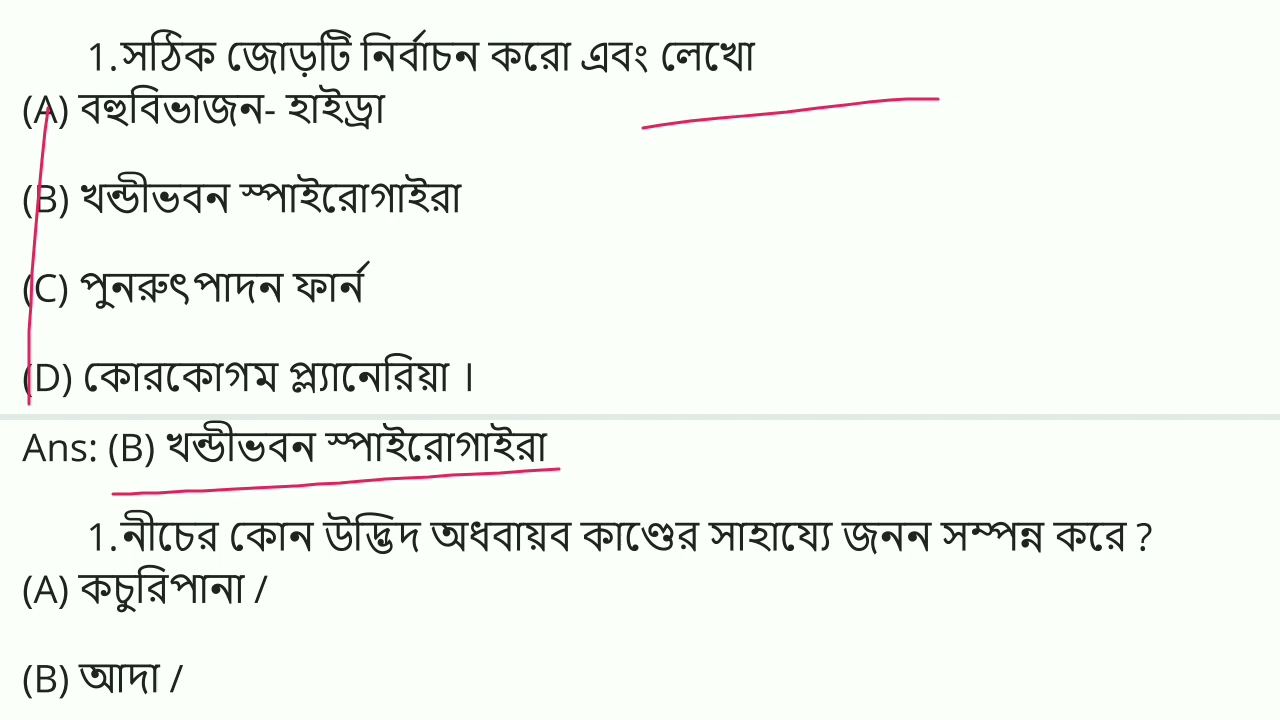 1.সঠিক জোড়টি নির্বাচন করো এবং লেখো
(A) বহুবিভাজন- হাইড্রা
(B) খন্ডীভবন স্পাইরোগাইরা
(C) পুনরুৎপাদন ফার্ন
(D) কোরকোগম প্ল্যানেরিয়া ।
Ans: (B) খন্ডীভবন স্পাইরোগাইরা
1.নীচের কোন উদ্ভিদ অধবায়ব কাণ্ডের সাহায্যে জনন সম্পন্ন করে ?
(A) কচুরিপানা /
(B) আদা /